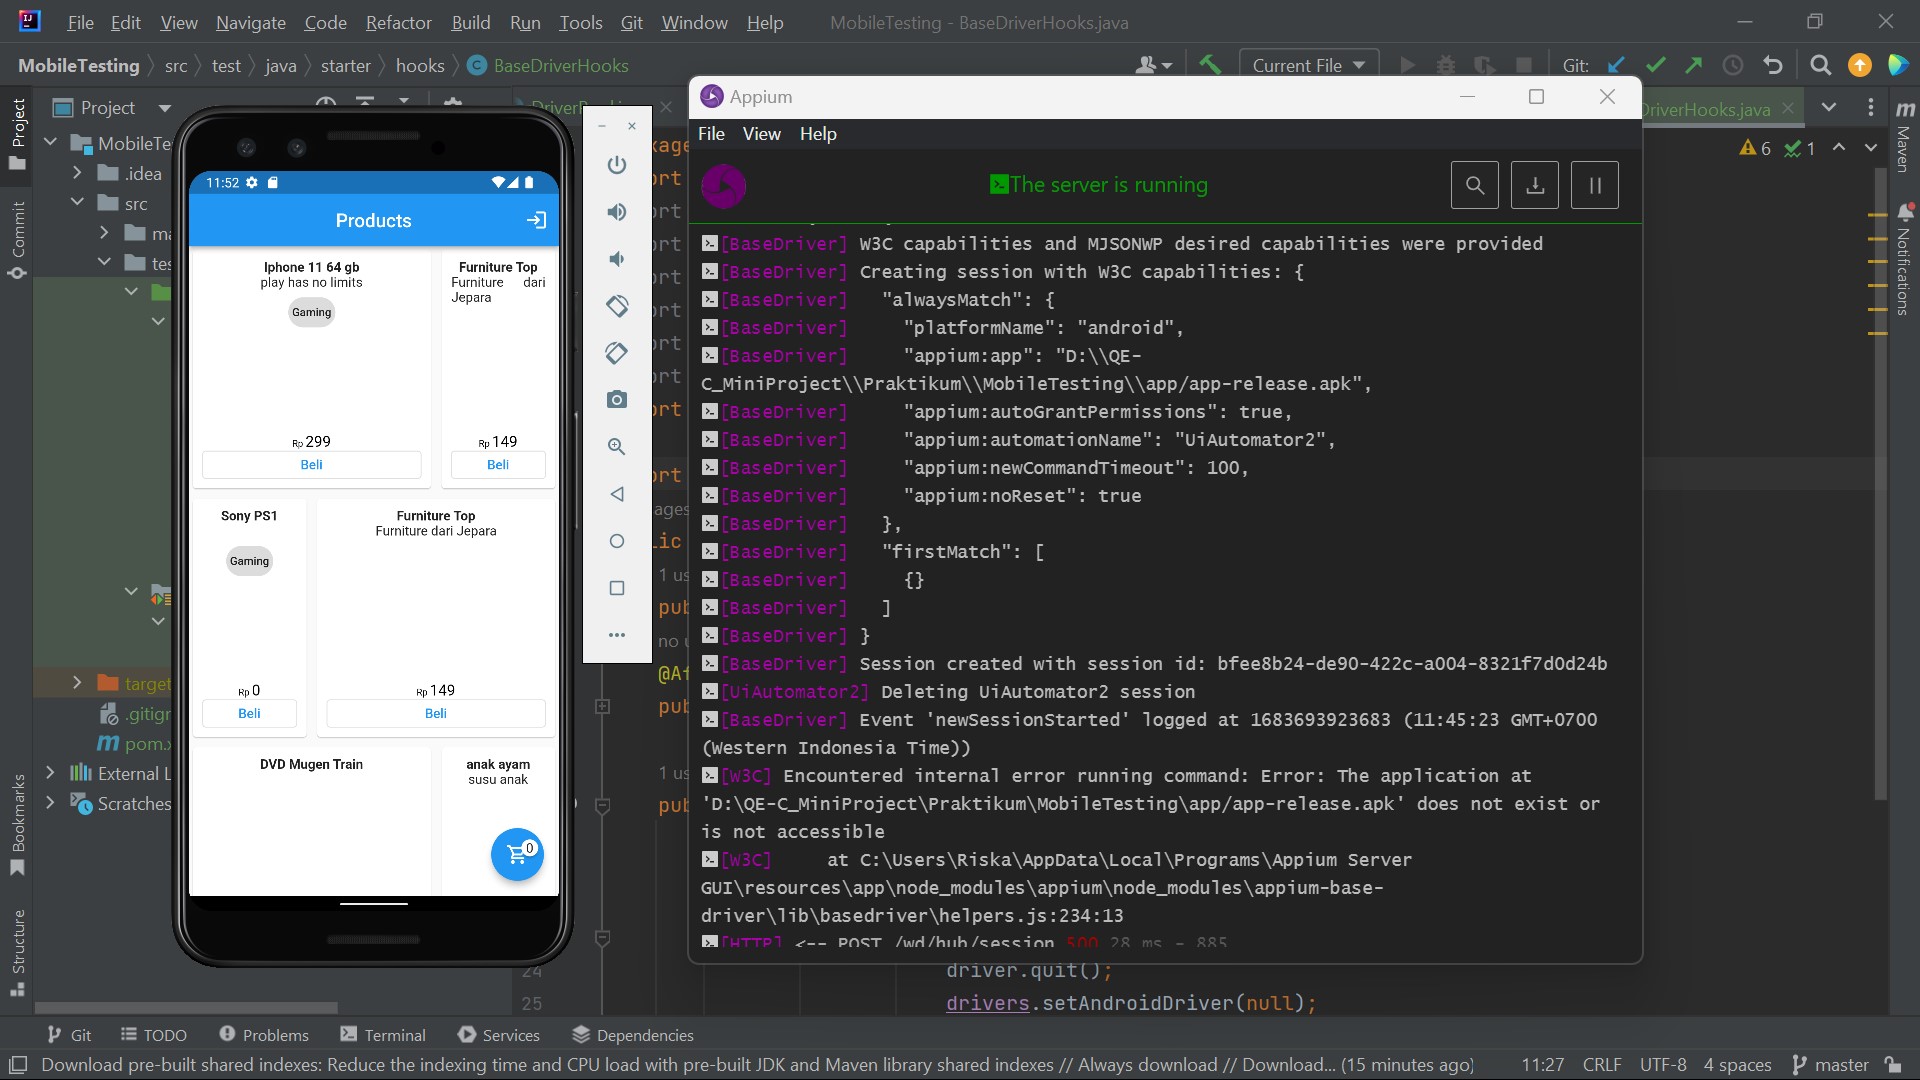 File Edit View Navigate Code Refactor Build Run Tools Git Window Help MobileTesting - BaseDriverHooks.java
MobileTesting src test java starter hooks BaseDriverHooks
Current File
Git:
Project
Project
MobileTe
.idea
src
ma
tes
target
.gitigr
pom.x
External L
Scratches
Commit
Bookmarks
Structure
Maven
Notifications
DriverHooks.java
6
1
11:52
Products
Iphone 11 64 gb
play has no limits
Gaming
Rp 299
Beli
Furniture Top
Furniture dari
Jepara
Rp 149
Beli
Sony PS1
Gaming
Rp 0
Beli
Furniture Top
Furniture dari Jepara
Rp 149
Beli
DVD Mugen Train
anak ayam
susu anak
0
Appium
File View Help
The server is running
[BaseDriver] W3C capabilities and MJSONWP desired capabilities were provided
[BaseDriver] Creating session with W3C capabilities: {
[BaseDriver]   "alwaysMatch": {
[BaseDriver]     "platformName": "android",
[BaseDriver]     "appium:app": "D:\\QE-
C_MiniProject\\Praktikum\\MobileTesting\\app/app-release.apk",
[BaseDriver]     "appium:autoGrantPermissions": true,
[BaseDriver]     "appium:automationName": "UiAutomator2",
[BaseDriver]     "appium:newCommandTimeout": 100,
[BaseDriver]     "appium:noReset": true
[BaseDriver]   },
[BaseDriver]   "firstMatch": [
[BaseDriver]     {}
[BaseDriver]   ]
[BaseDriver] }
[BaseDriver] Session created with session id: bfee8b24-de90-422c-a004-8321f7d0d24b
[UiAutomator2] Deleting UiAutomator2 session
[BaseDriver] Event 'newSessionStarted' logged at 1683693923683 (11:45:23 GMT+0700
(Western Indonesia Time))
[W3C] Encountered internal error running command: Error: The application at
'D:\QE-C_MiniProject\Praktikum\MobileTesting\app/app-release.apk' does not exist or
is not accessible
[W3C]     at C:\Users\Riska\AppData\Local\Programs\Appium Server
GUI\resources\app\node_modules\appium\node_modules\appium-base-
driver\lib\basedriver\helpers.js:234:13
[HTTP] <-- POST /wd/hub/session 500 28 ms - 885
24 driver.quit();
25 drivers.setAndroidDriver(null);
Git TODO Problems Terminal Services Dependencies
Download pre-built shared indexes: Reduce the indexing time and CPU load with pre-built JDK and Maven library shared indexes // Always download // Download... (15 minutes ago) 11:27 CRLF UTF-8 4 spaces master